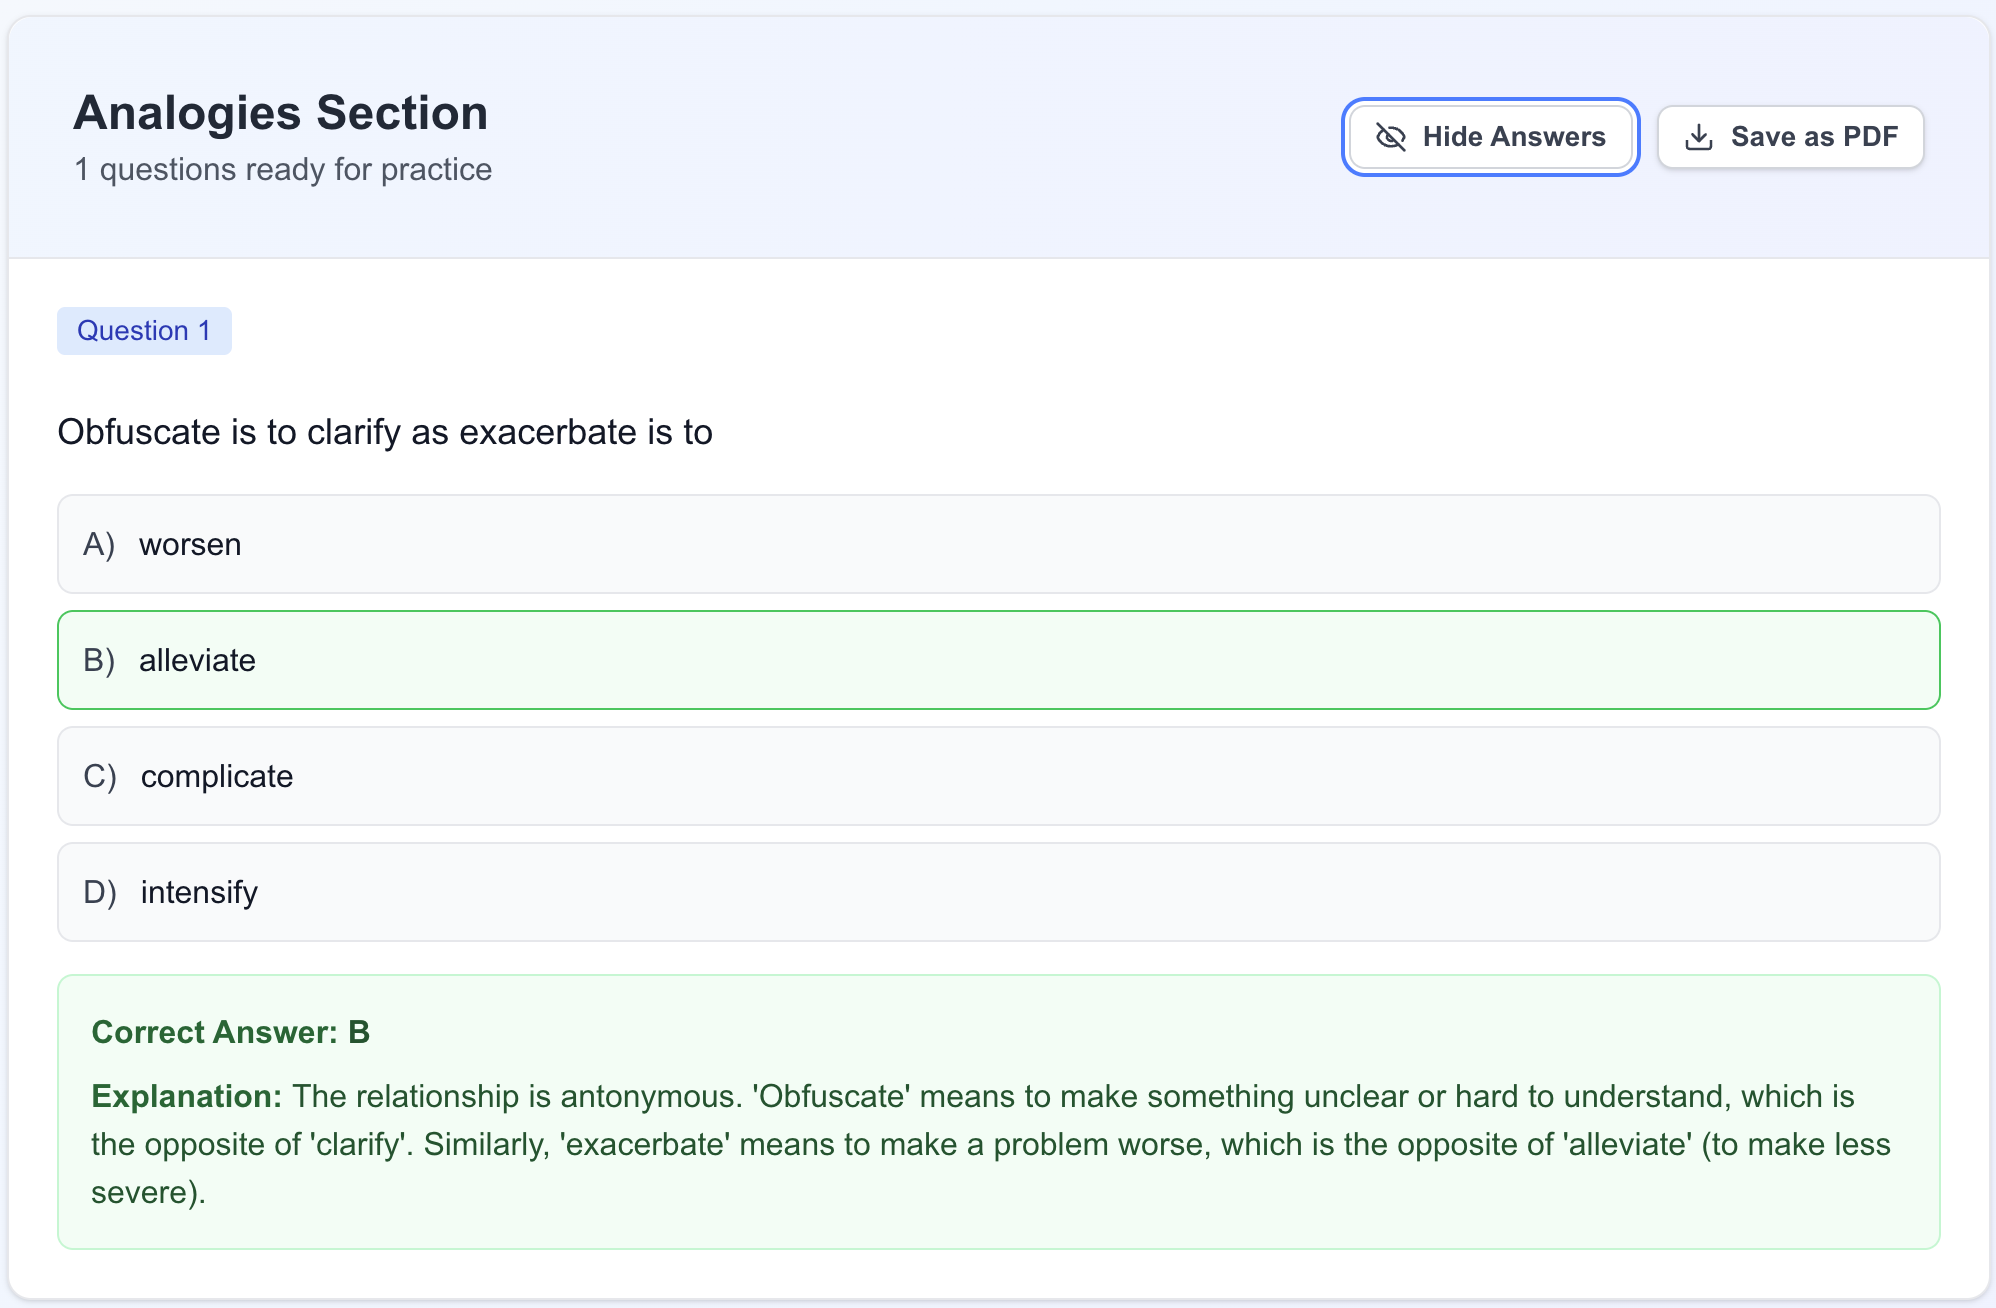 Analogies Section
1 questions ready for practice
Hide Answers
Save as PDF
Question 1
Obfuscate is to clarify as exacerbate is to
A) worsen
B) alleviate
C) complicate
D) intensify
Correct Answer: B
Explanation: The relationship is antonymous. 'Obfuscate' means to make something unclear or hard to understand, which is
the opposite of 'clarify'. Similarly, 'exacerbate' means to make a problem worse, which is the opposite of 'alleviate' (to make less
severe).